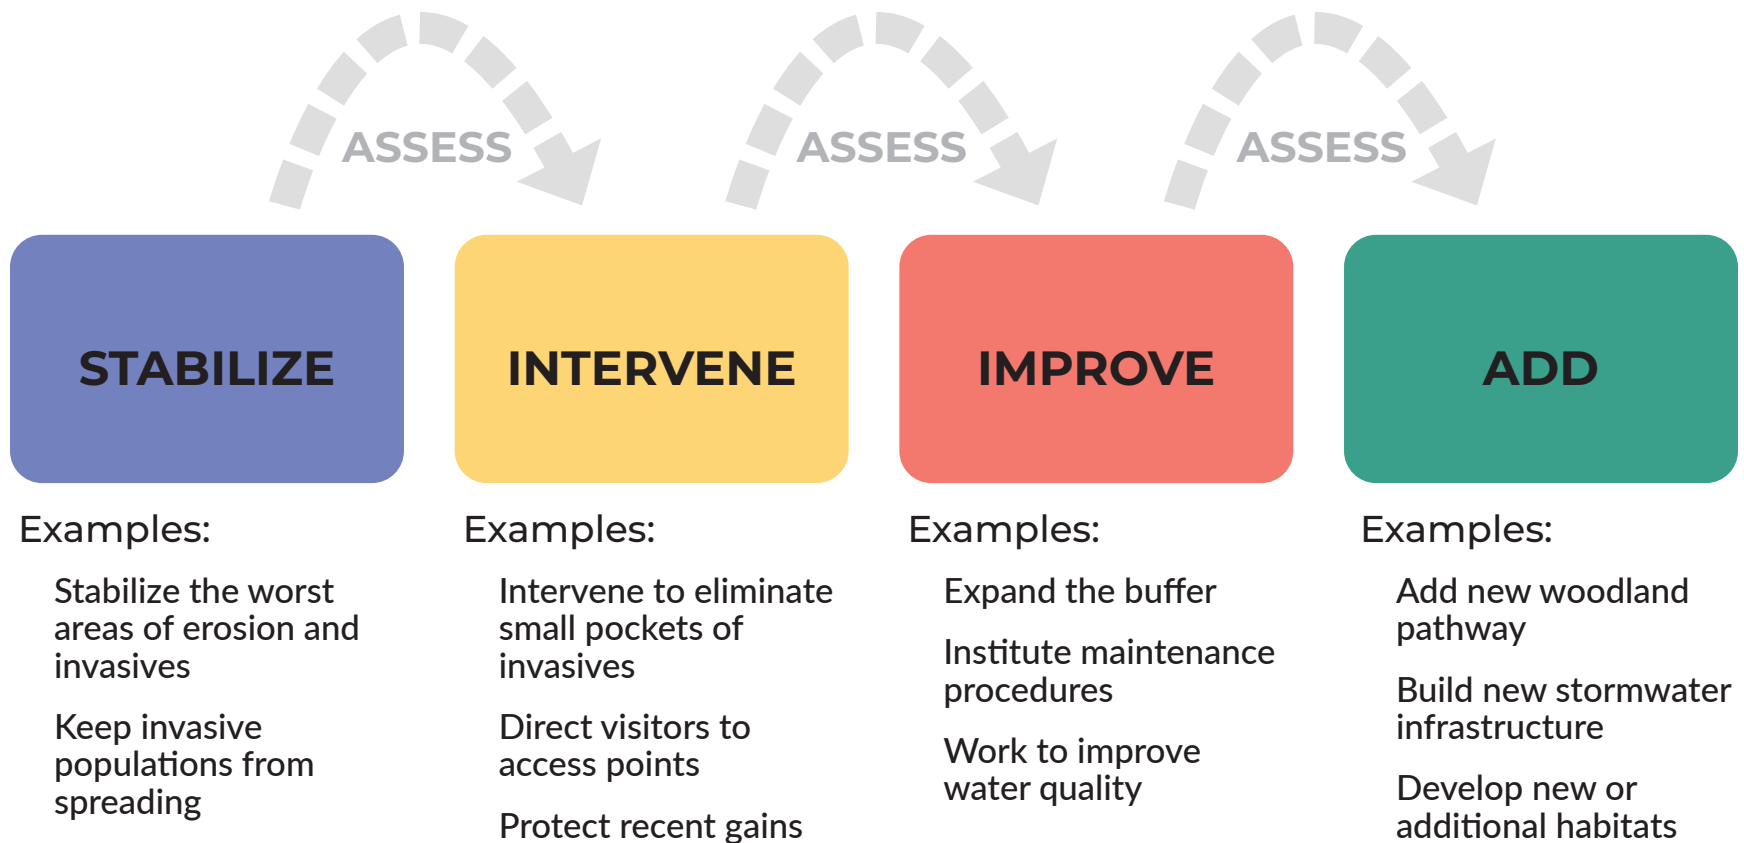 ASSESS
ASSESS
ASSESS
STABILIZE
INTERVENE
IMPROVE
ADD
Examples:
Stabilize the worst
areas of erosion and
invasives
Keep invasive
populations from
spreading
Examples:
Intervene to eliminate
small pockets of
invasives
Direct visitors to
access points
Protect recent gains
Examples:
Expand the buffer
Institute maintenance
procedures
Work to improve
water quality
Examples:
Add new woodland
pathway
Build new stormwater
infrastructure
Develop new or
additional habitats